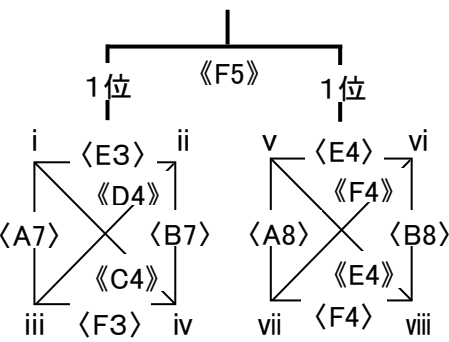 《F5》
1位 1位
i 〈E3〉 ii v 〈E4〉 vi
《D4》 《F4》
〈A7〉 〈B7〉 〈A8〉 〈B8〉
《C4》 《E4》
iii 〈F3〉 iv vii 〈F4〉 viii